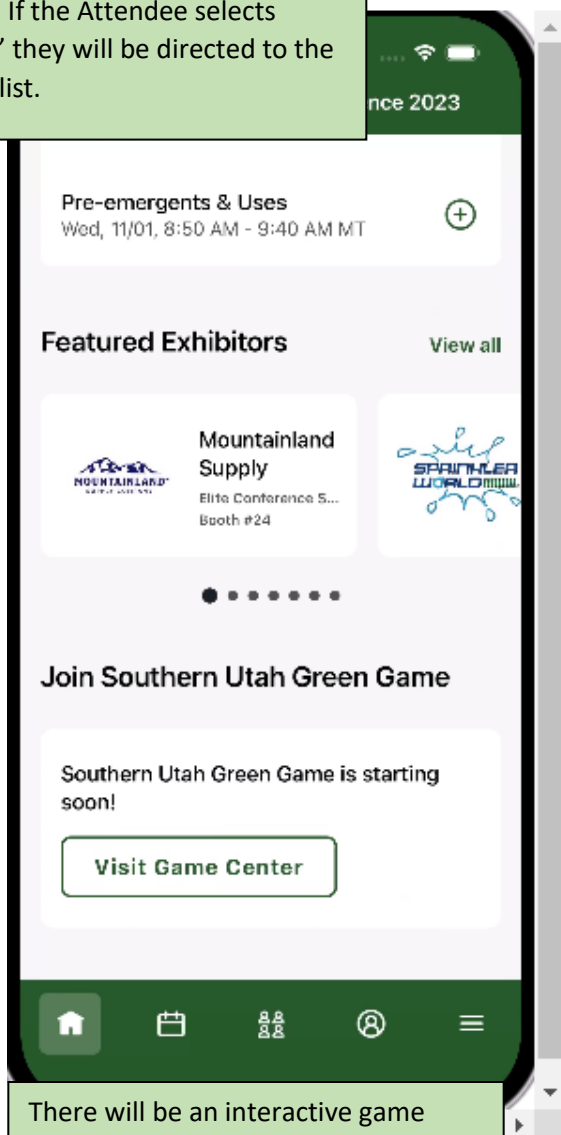 If the Attendee selects
” they will be directed to the
list.
nce 2023
Pre-emergents & Uses
Wed, 11/01, 8:50 AM - 9:40 AM MT
Featured Exhibitors
View all
MOUNTAINLAND
Mountainland
Supply
Elite Conference S...
Booth #24
SPRINKLER
WORLD
Join Southern Utah Green Game
Southern Utah Green Game is starting
soon!
Visit Game Center
There will be an interactive game